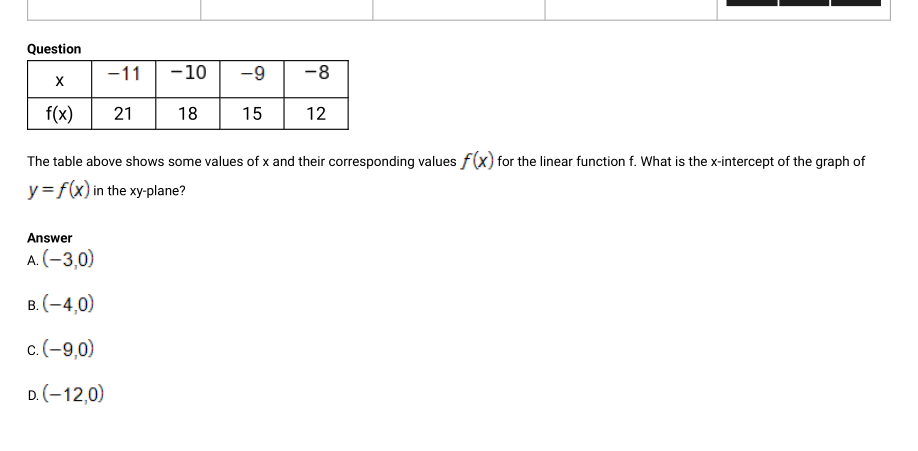 Question
x −11 −10 −9 −8
f(x) 21 18 15 12
The table above shows some values of x and their corresponding values f(x) for the linear function f. What is the x-intercept of the graph of
y = f(x) in the xy-plane?
Answer
A. (−3,0)
B. (−4,0)
C. (−9,0)
D. (−12,0)